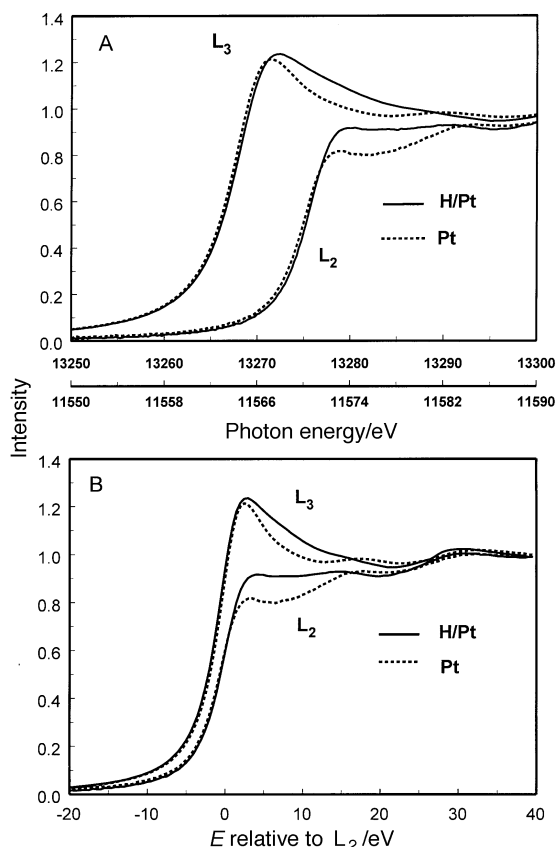 1.4
A
L3
1.2
1.0
0.8
H/Pt
0.6
Pt
L2
0.4
0.2
0.0
13250 13260 13270 13280 13290 13300
11550 11558 11566 11574 11582 11590
Photon energy/eV
Intensity
1.4
B
L3
1.2
1.0
0.8
L2
H/Pt
0.6
Pt
0.4
0.2
0.0
-20 -10 0 10 20 30 40
E relative to L2/eV